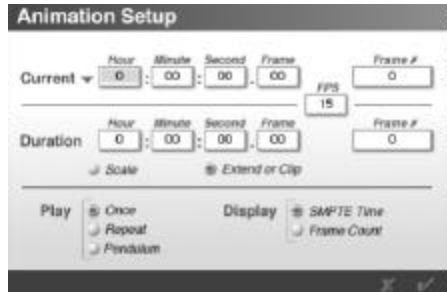 Animation Setup
Hour Minute Second Frame Frame #
Current 0 : 00 : 00 . 00 0
FPS
15
Hour Minute Second Frame Frame #
Duration 0 : 00 : 00 . 00 0
Scale Extend or Clip
Play Once Display SMPTE Time
Repeat Frame Count
Pendulum